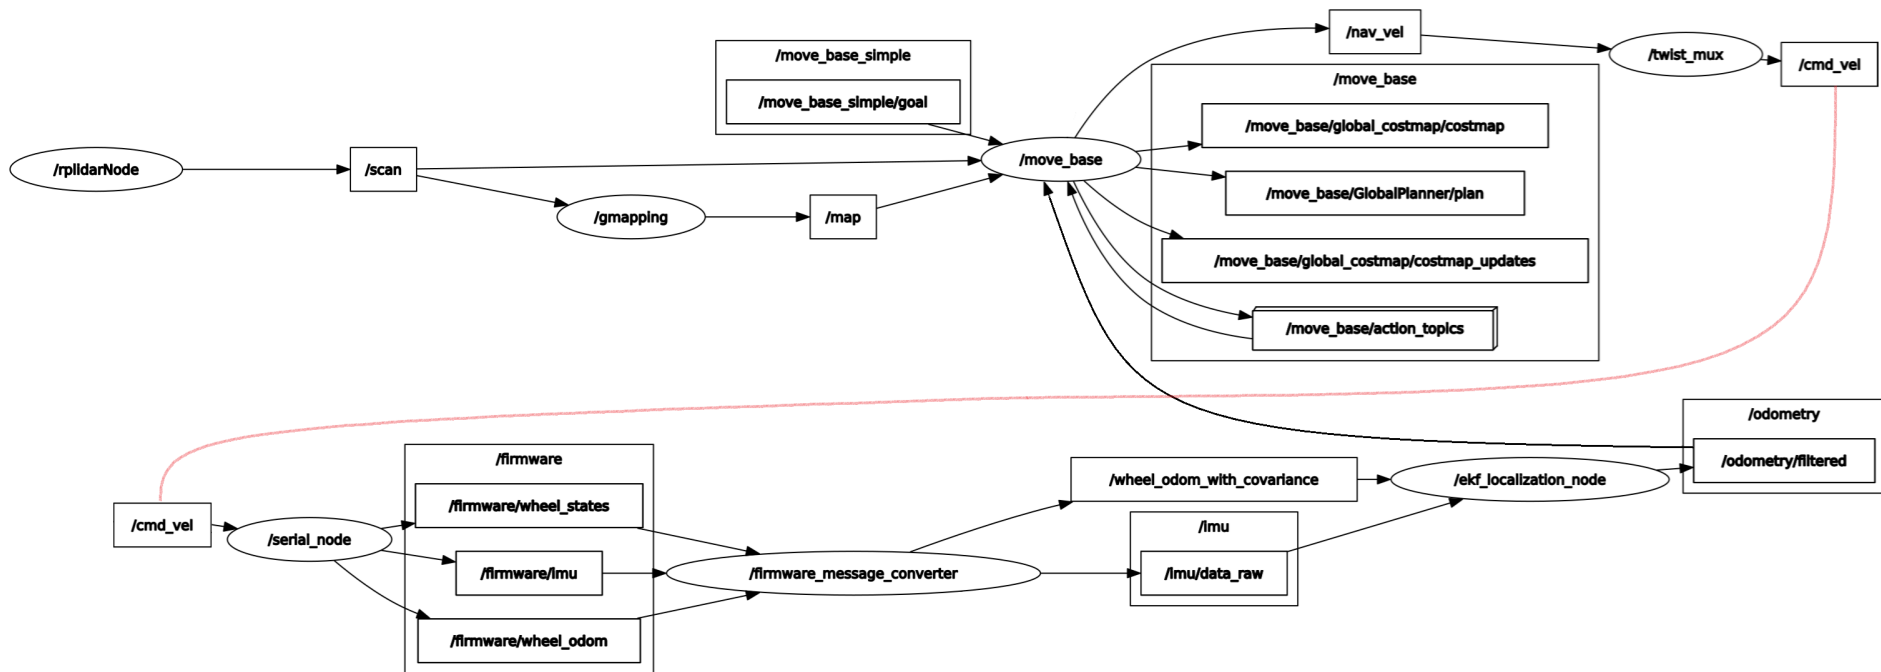 /nav_vel
/twist_mux
/cmd_vel
/move_base_simple
/move_base_simple/goal
/move_base
/move_base/global_costmap/costmap
/rplidarNode
/scan
/move_base
/move_base/GlobalPlanner/plan
/gmapping
/map
/move_base/global_costmap/costmap_updates
/move_base/action_topics
/odometry
/odometry/filtered
/firmware
/wheel_odom_with_covariance
/ekf_localization_node
/firmware/wheel_states
/cmd_vel
/serial_node
/imu
/firmware/imu
/firmware_message_converter
/imu/data_raw
/firmware/wheel_odom